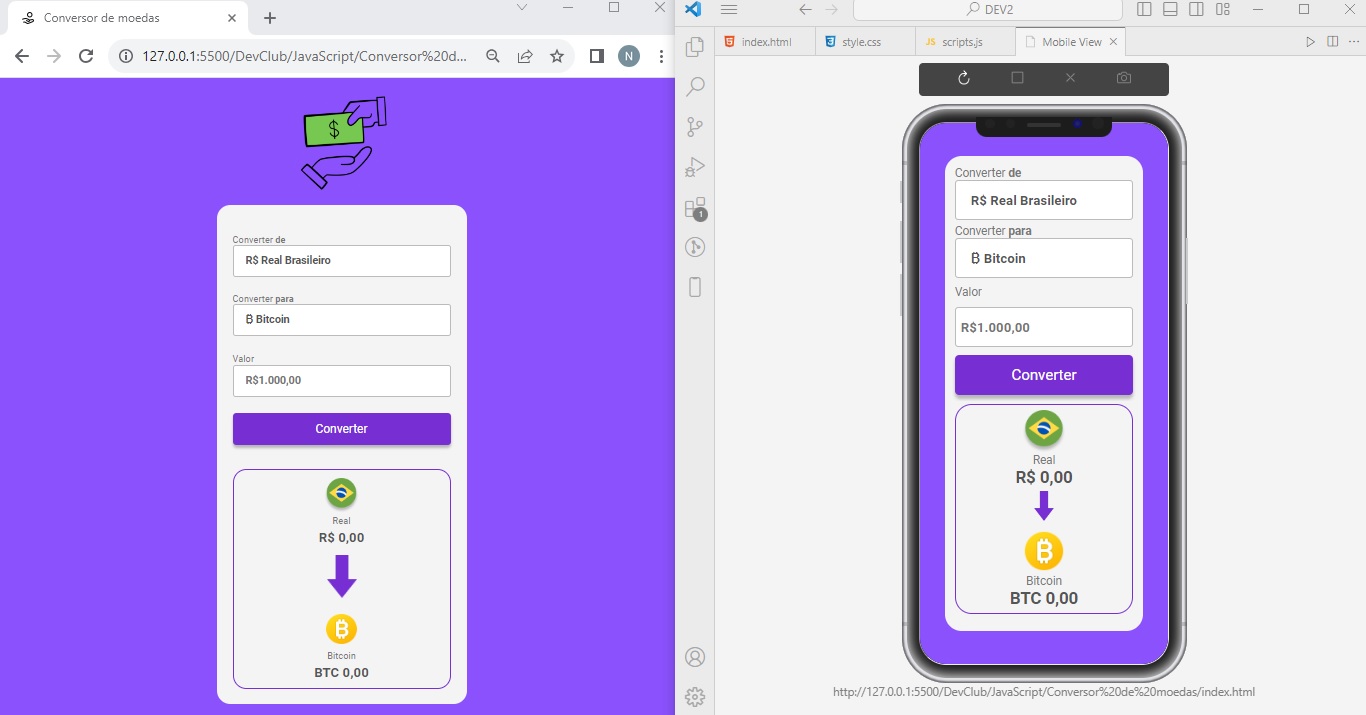 Conversor de moedas
127.0.0.1:5500/DevClub/JavaScript/Conversor%20d...
N
$
Converter de
R$ Real Brasileiro
Converter para
₿ Bitcoin
Valor
R$1.000,00
Converter
Real
R$ 0,00
Bitcoin
BTC 0,00
DEV2
index.html
style.css
JS scripts.js
Mobile View
1
Converter de
R$ Real Brasileiro
Converter para
₿ Bitcoin
Valor
R$1.000,00
Converter
Real
R$ 0,00
Bitcoin
BTC 0,00
http://127.0.0.1:5500/DevClub/JavaScript/Conversor%20de%20moedas/index.html